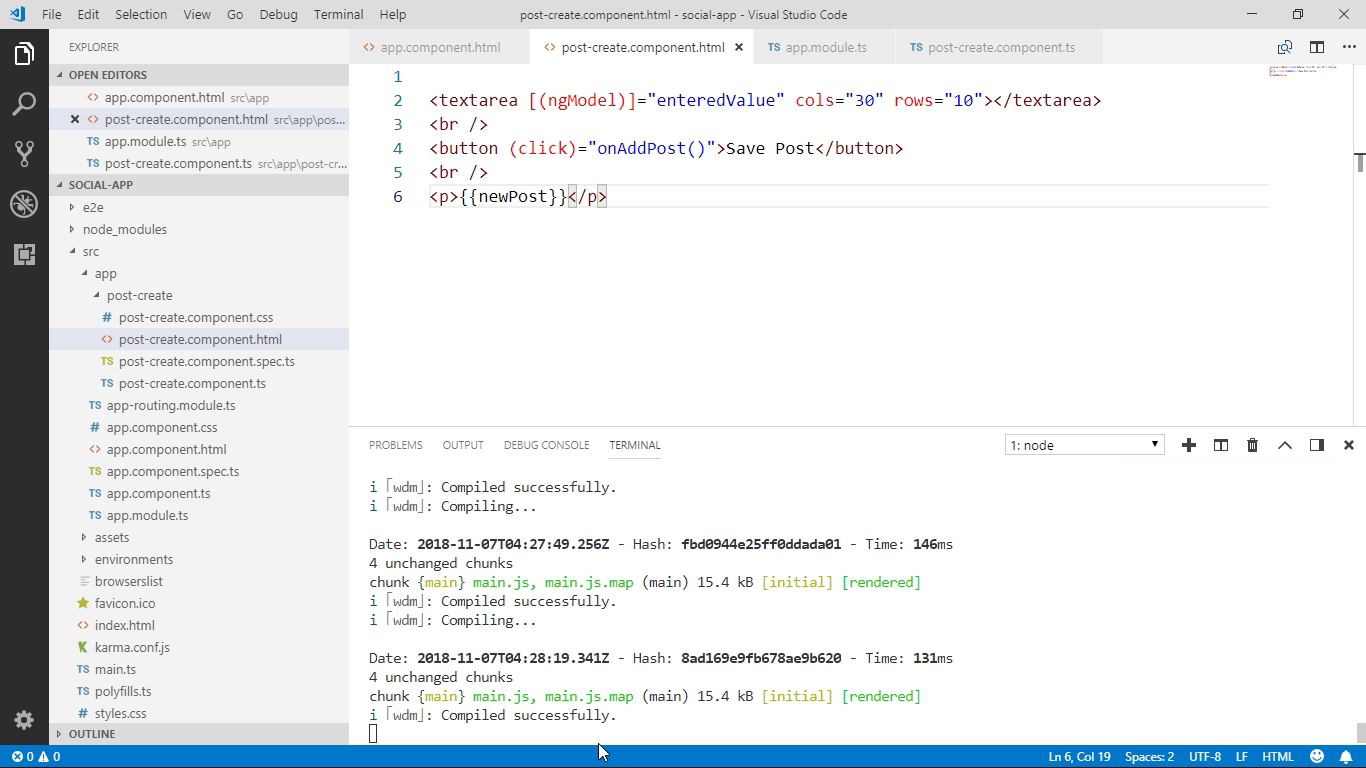 File Edit Selection View Go Debug Terminal Help
post-create.component.html - social-app - Visual Studio Code
EXPLORER
OPEN EDITORS
app.component.html src\app
post-create.component.html src\app\pos...
TS app.module.ts src\app
TS post-create.component.ts src\app\post-cr...
SOCIAL-APP
e2e
node_modules
src
app
post-create
# post-create.component.css
<> post-create.component.html
TS post-create.component.spec.ts
TS post-create.component.ts
TS app-routing.module.ts
# app.component.css
<> app.component.html
TS app.component.spec.ts
TS app.component.ts
TS app.module.ts
assets
environments
browserslist
favicon.ico
<> index.html
karma.conf.js
TS main.ts
TS polyfills.ts
# styles.css
OUTLINE
<> app.component.html
<> post-create.component.html
TS app.module.ts
TS post-create.component.ts
1
2 <textarea [(ngModel)]="enteredValue" cols="30" rows="10"></textarea>
3 <br />
4 <button (click)="onAddPost()">Save Post</button>
5 <br />
6 <p>{{newPost}}</p>
PROBLEMS OUTPUT DEBUG CONSOLE TERMINAL
1: node
i ｢wdm｣: Compiled successfully.
i ｢wdm｣: Compiling...
Date: 2018-11-07T04:27:49.256Z - Hash: fbd0944e25ff0ddada01 - Time: 146ms
4 unchanged chunks
chunk {main} main.js, main.js.map (main) 15.4 kB [initial] [rendered]
i ｢wdm｣: Compiled successfully.
i ｢wdm｣: Compiling...
Date: 2018-11-07T04:28:19.341Z - Hash: 8ad169e9fb678ae9b620 - Time: 131ms
4 unchanged chunks
chunk {main} main.js, main.js.map (main) 15.4 kB [initial] [rendered]
i ｢wdm｣: Compiled successfully.
0 0
Ln 6, Col 19 Spaces: 2 UTF-8 LF HTML